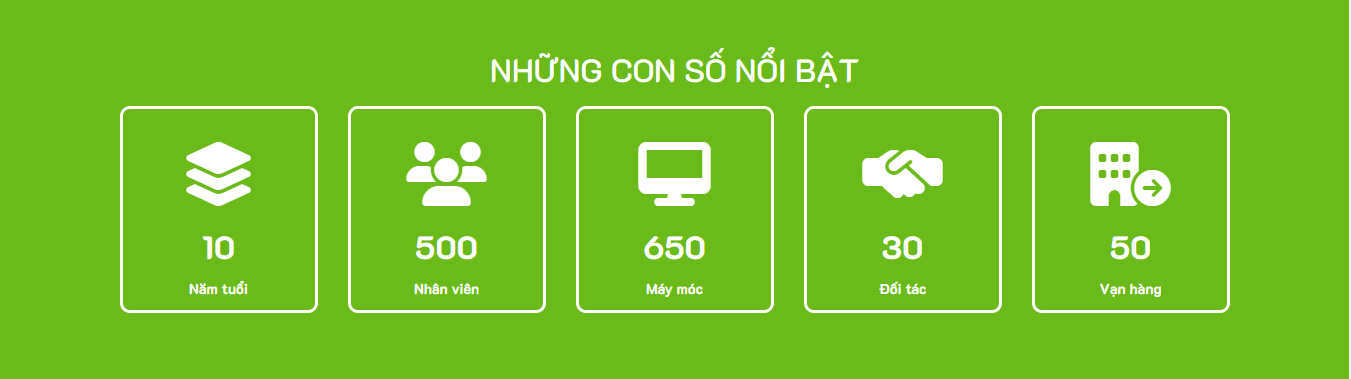 NHỮNG CON SỐ NỔI BẬT
10
Năm tuổi
500
Nhân viên
650
Máy móc
30
Đối tác
50
Vạn hàng